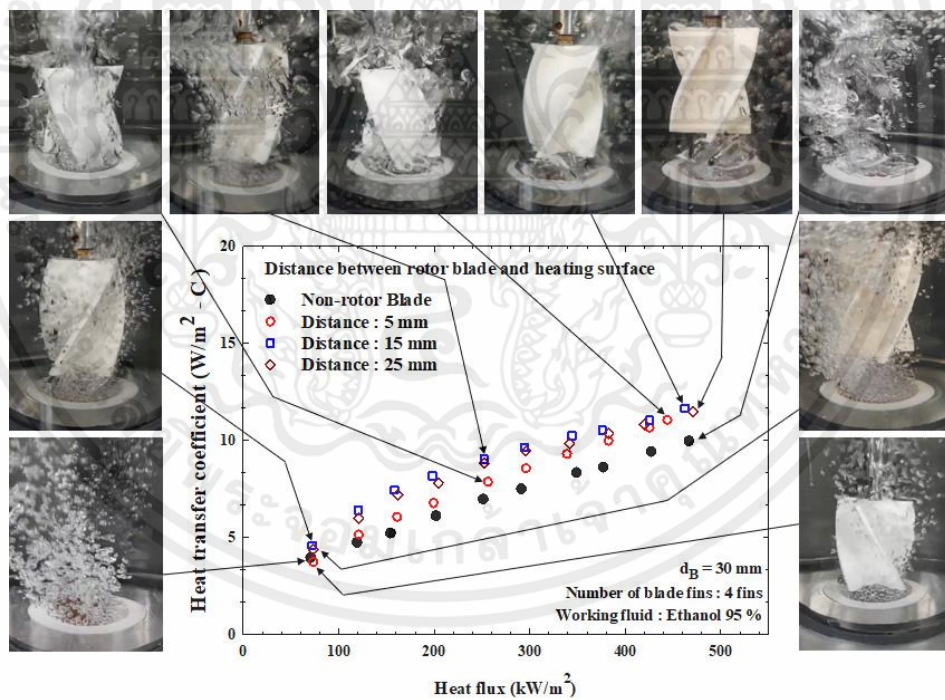 20
15
10
5
0
Heat transfer coefficient (W/m² - C)
Distance between rotor blade and heating surface
Non-rotor Blade
Distance : 5 mm
Distance : 15 mm
Distance : 25 mm
d_B = 30 mm
Number of blade fins : 4 fins
Working fluid : Ethanol 95 %
0 100 200 300 400 500
Heat flux (kW/m²)